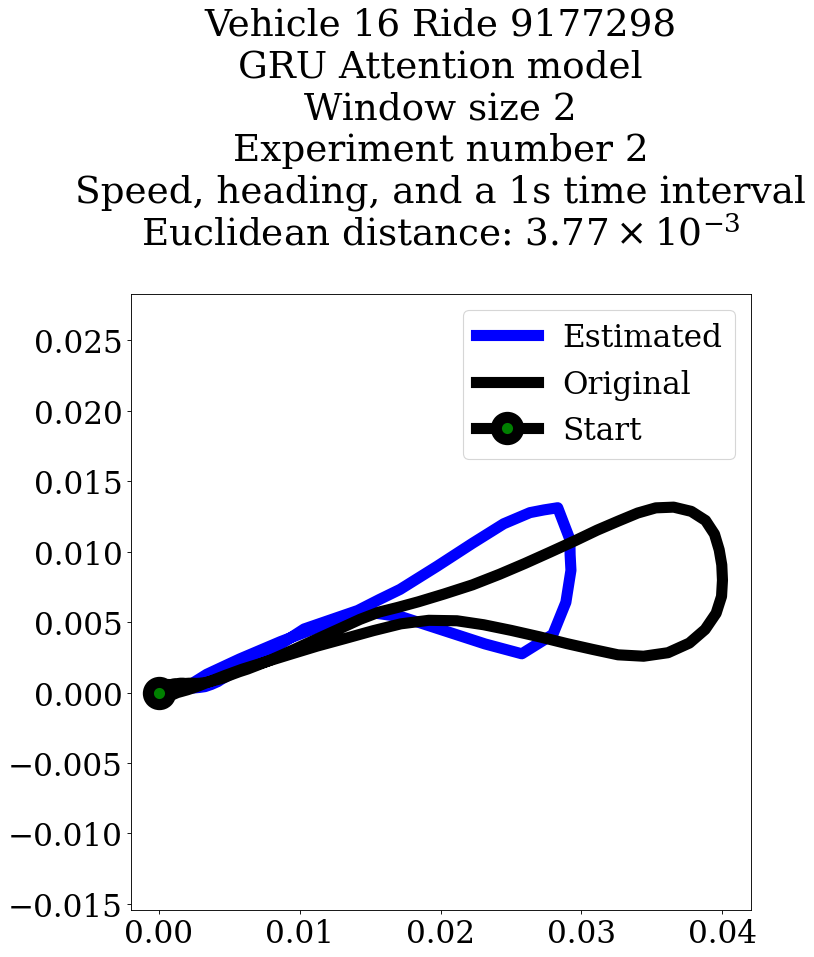 Vehicle 16 Ride 9177298
GRU Attention model
Window size 2
Experiment number 2
Speed, heading, and a 1s time interval
Euclidean distance: 3.77 × 10⁻³
Estimated
Original
Start
0.025
0.020
0.015
0.010
0.005
0.000
−0.005
−0.010
−0.015
0.00 0.01 0.02 0.03 0.04